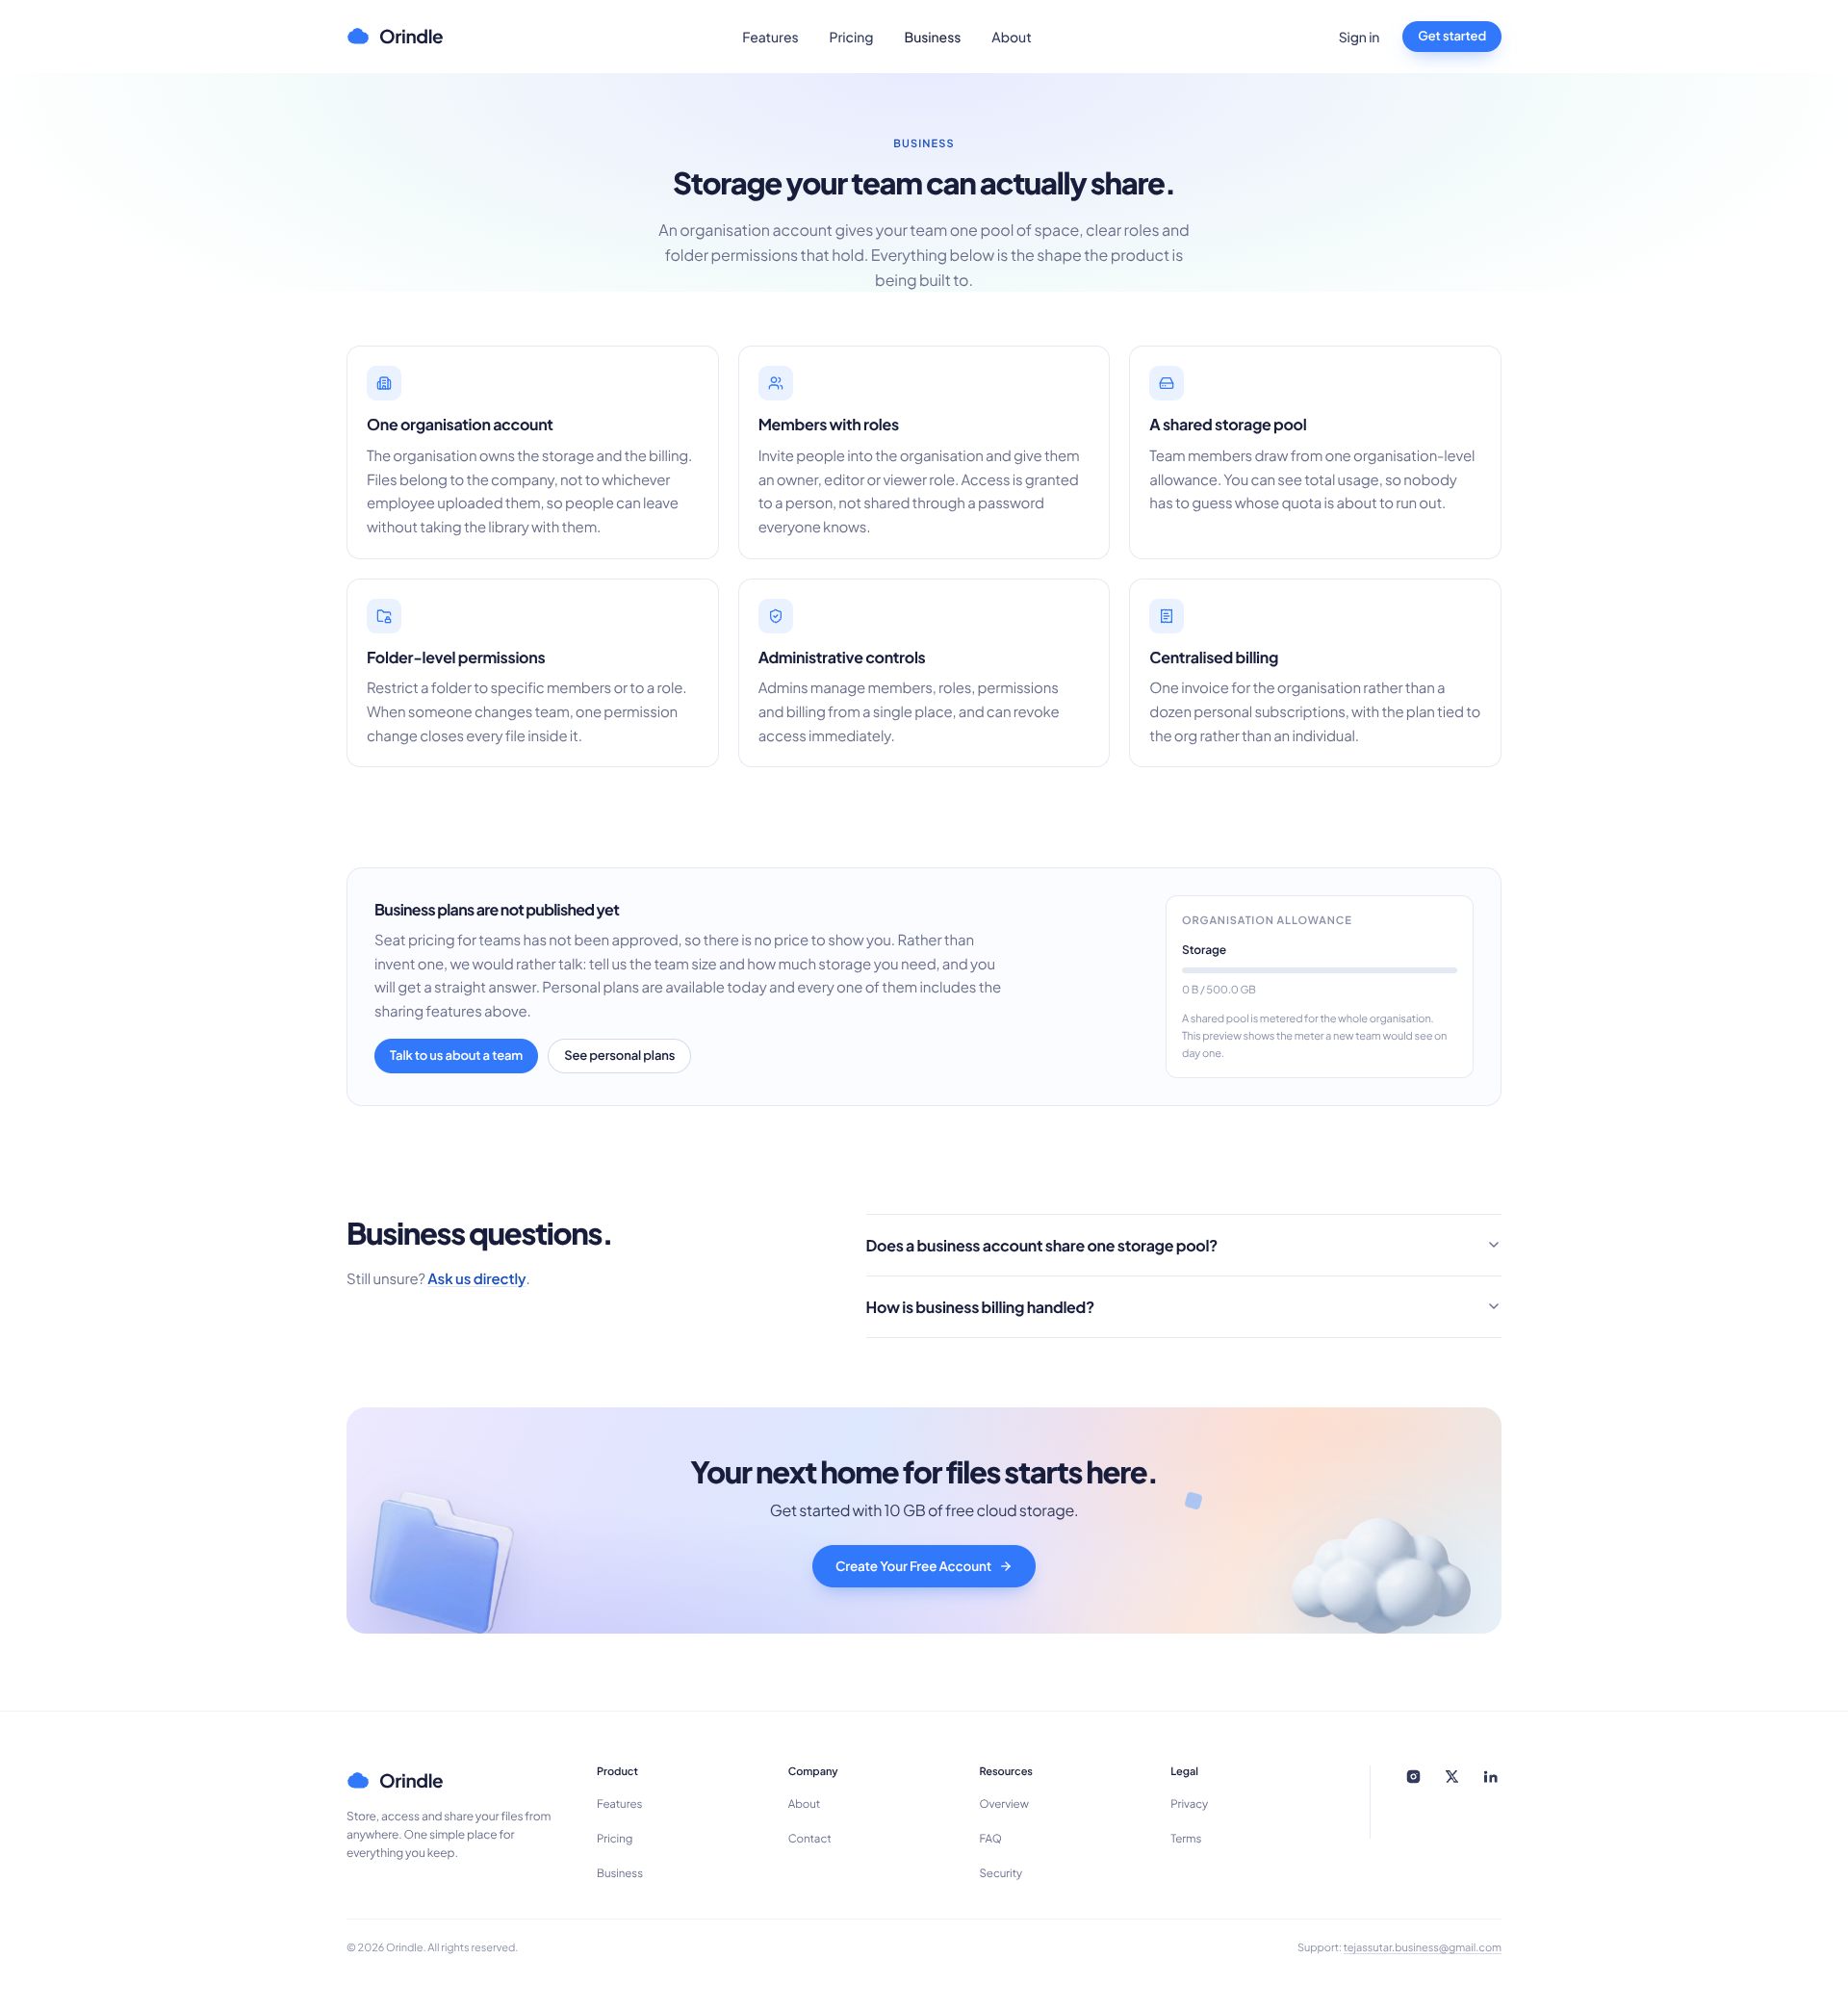 Orindle
Features
Pricing
Business
About
Sign in
Get started
BUSINESS
Storage your team can actually share.
An organisation account gives your team one pool of space, clear roles and
folder permissions that hold. Everything below is the shape the product is
being built to.
One organisation account
The organisation owns the storage and the billing.
Files belong to the company, not to whichever
employee uploaded them, so people can leave
without taking the library with them.
Members with roles
Invite people into the organisation and give them
an owner, editor or viewer role. Access is granted
to a person, not shared through a password
everyone knows.
A shared storage pool
Team members draw from one organisation-level
allowance. You can see total usage, so nobody
has to guess whose quota is about to run out.
Folder-level permissions
Restrict a folder to specific members or to a role.
When someone changes team, one permission
change closes every file inside it.
Administrative controls
Admins manage members, roles, permissions
and billing from a single place, and can revoke
access immediately.
Centralised billing
One invoice for the organisation rather than a
dozen personal subscriptions, with the plan tied to
the org rather than an individual.
Business plans are not published yet
Seat pricing for teams has not been approved, so there is no price to show you. Rather than
invent one, we would rather talk: tell us the team size and how much storage you need, and you
will get a straight answer. Personal plans are available today and every one of them includes the
sharing features above.
Talk to us about a team
See personal plans
ORGANISATION ALLOWANCE
Storage
0 B / 500.0 GB
A shared pool is metered for the whole organisation.
This preview shows the meter a new team would see on
day one.
Business questions.
Still unsure? Ask us directly.
Does a business account share one storage pool?
How is business billing handled?
Your next home for files starts here.
Get started with 10 GB of free cloud storage.
Create Your Free Account
Orindle
Store, access and share your files from
anywhere. One simple place for
everything you keep.
Product
Features
Pricing
Business
Company
About
Contact
Resources
Overview
FAQ
Security
Legal
Privacy
Terms
© 2026 Orindle. All rights reserved.
Support: tejassutar.business@gmail.com